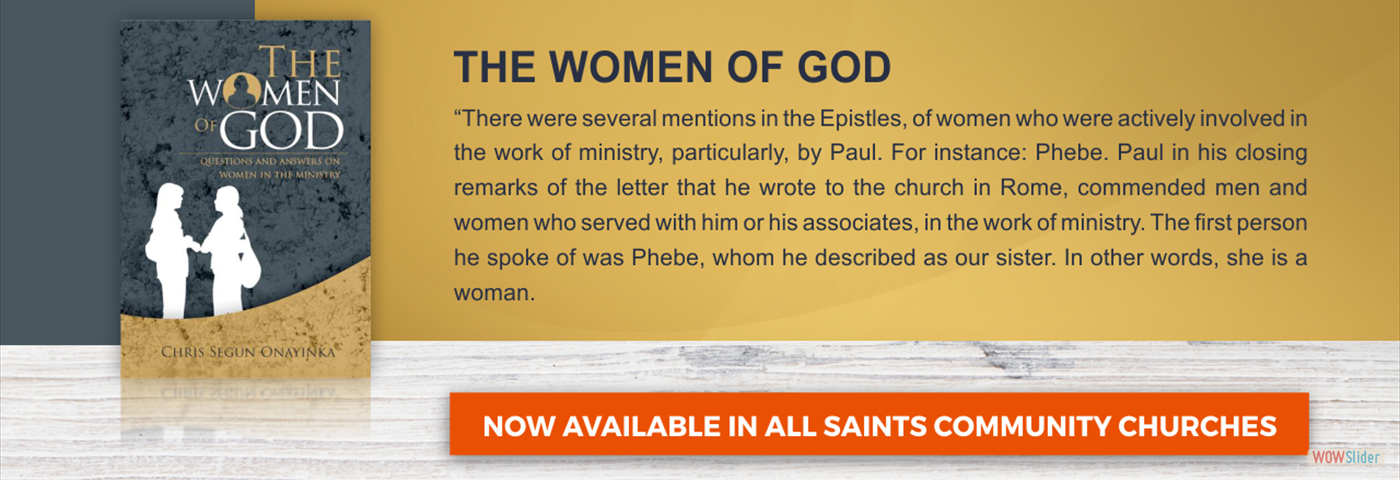 THE
WOMEN
OF GOD
QUESTIONS AND ANSWERS ON
WOMEN IN THE MINISTRY
CHRIS SEGUN ONAYINKA
THE WOMEN OF GOD
“There were several mentions in the Epistles, of women who were actively involved in
the work of ministry, particularly, by Paul. For instance: Phebe. Paul in his closing
remarks of the letter that he wrote to the church in Rome, commended men and
women who served with him or his associates, in the work of ministry. The first person
he spoke of was Phebe, whom he described as our sister. In other words, she is a
woman.
NOW AVAILABLE IN ALL SAINTS COMMUNITY CHURCHES
WOWSlider